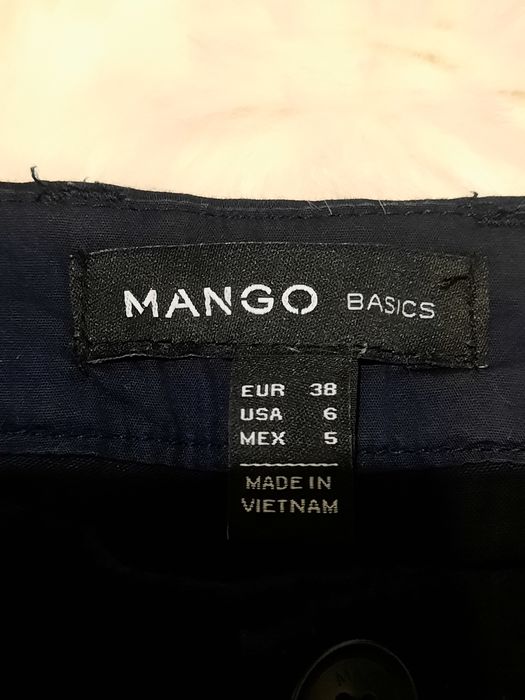 MANGO BASICS
EUR 38
USA 6
MEX 5
MADE IN
VIETNAM